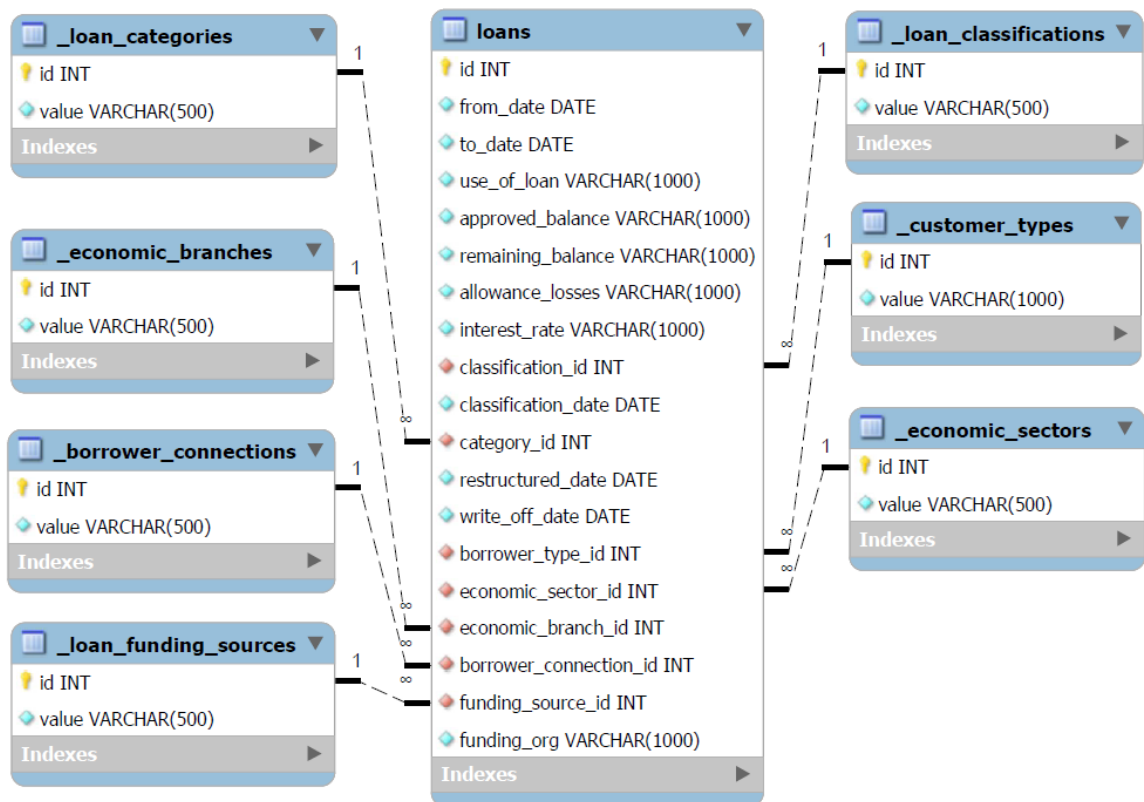 _loan_categories
id INT
value VARCHAR(500)
Indexes
1
∞
_economic_branches
id INT
value VARCHAR(500)
Indexes
1
∞
_borrower_connections
id INT
value VARCHAR(500)
Indexes
1
∞
_loan_funding_sources
id INT
value VARCHAR(500)
Indexes
1
∞
loans
id INT
from_date DATE
to_date DATE
use_of_loan VARCHAR(1000)
approved_balance VARCHAR(1000)
remaining_balance VARCHAR(1000)
allowance_losses VARCHAR(1000)
interest_rate VARCHAR(1000)
classification_id INT
classification_date DATE
category_id INT
restructured_date DATE
write_off_date DATE
borrower_type_id INT
economic_sector_id INT
economic_branch_id INT
borrower_connection_id INT
funding_source_id INT
funding_org VARCHAR(1000)
Indexes
_loan_classifications
id INT
value VARCHAR(500)
Indexes
1
∞
_customer_types
id INT
value VARCHAR(1000)
Indexes
1
∞
_economic_sectors
id INT
value VARCHAR(500)
Indexes
1
∞